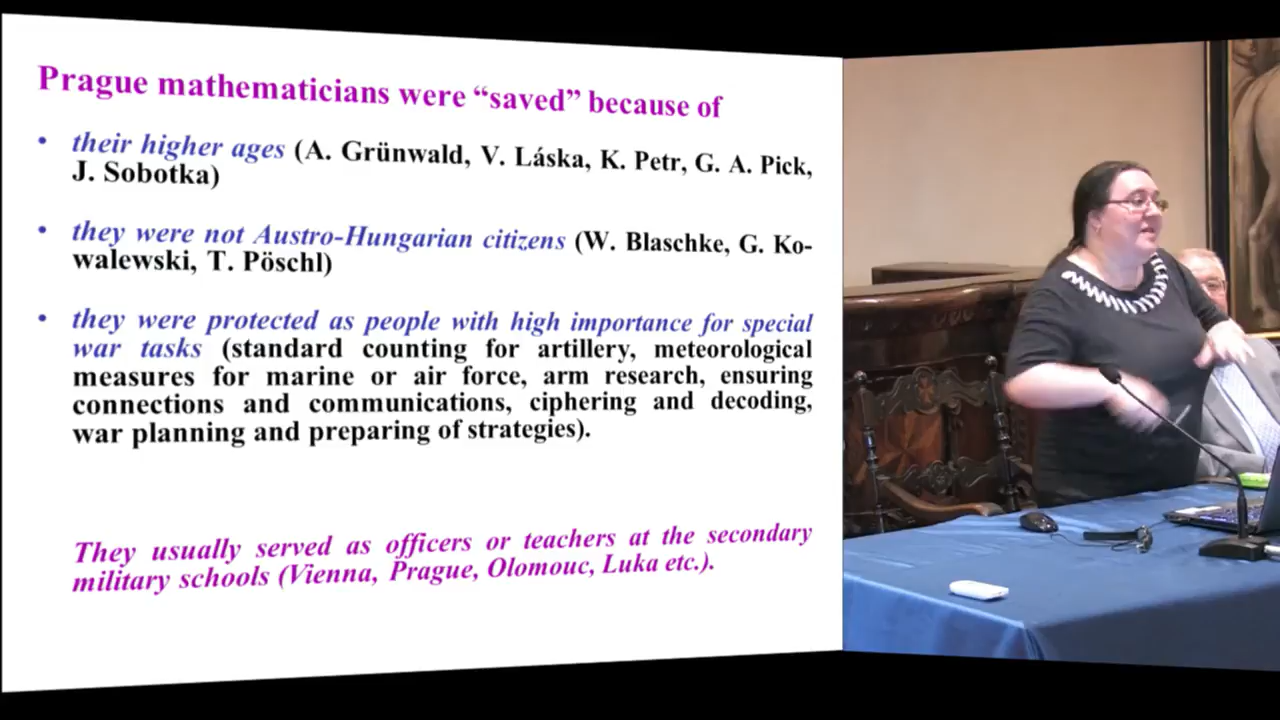 Prague mathematicians were “saved” because of
• their higher ages (A. Grünwald, V. Láska, K. Petr, G. A. Pick,
J. Sobotka)
• they were not Austro-Hungarian citizens (W. Blaschke, G. Ko-
walewski, T. Pöschl)
• they were protected as people with high importance for special
war tasks (standard counting for artillery, meteorological
measures for marine or air force, arm research, ensuring
connections and communications, ciphering and decoding,
war planning and preparing of strategies).
They usually served as officers or teachers at the secondary
military schools (Vienna, Prague, Olomouc, Luka etc.).